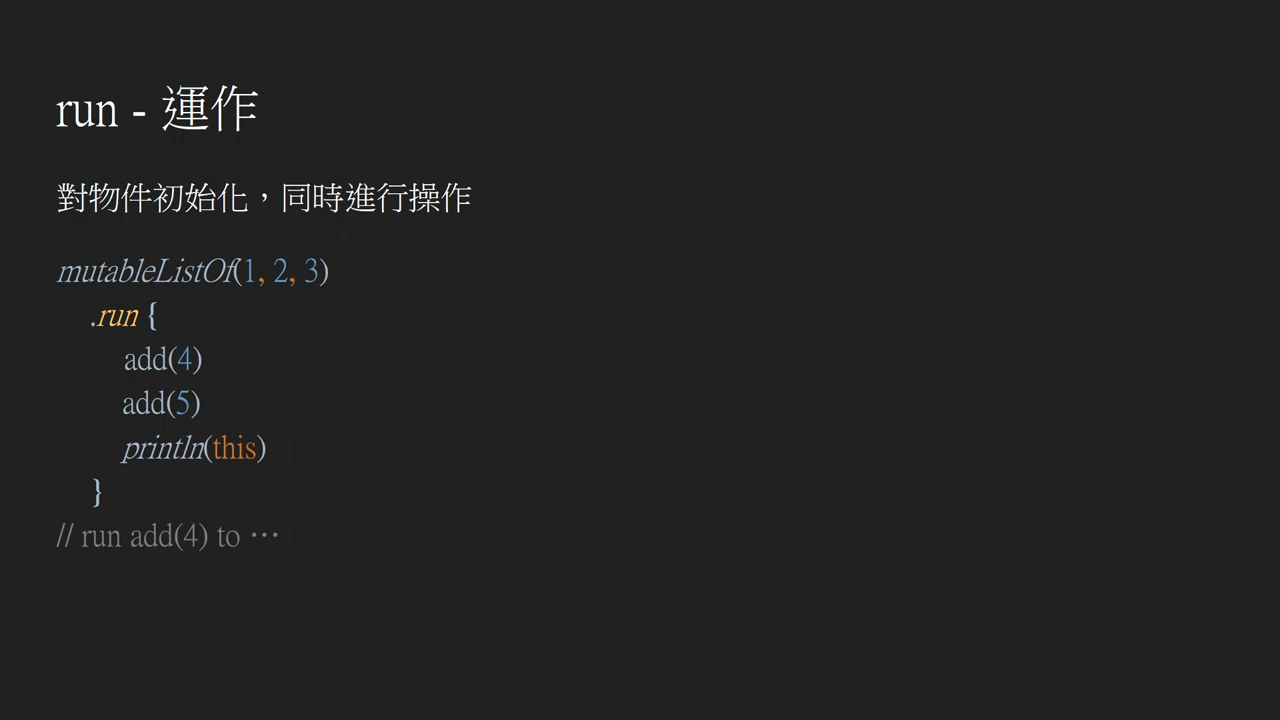 run - 運作
對物件初始化，同時進行操作
mutableListOf(1, 2, 3)
.run {
add(4)
add(5)
println(this)
}
// run add(4) to ⋯